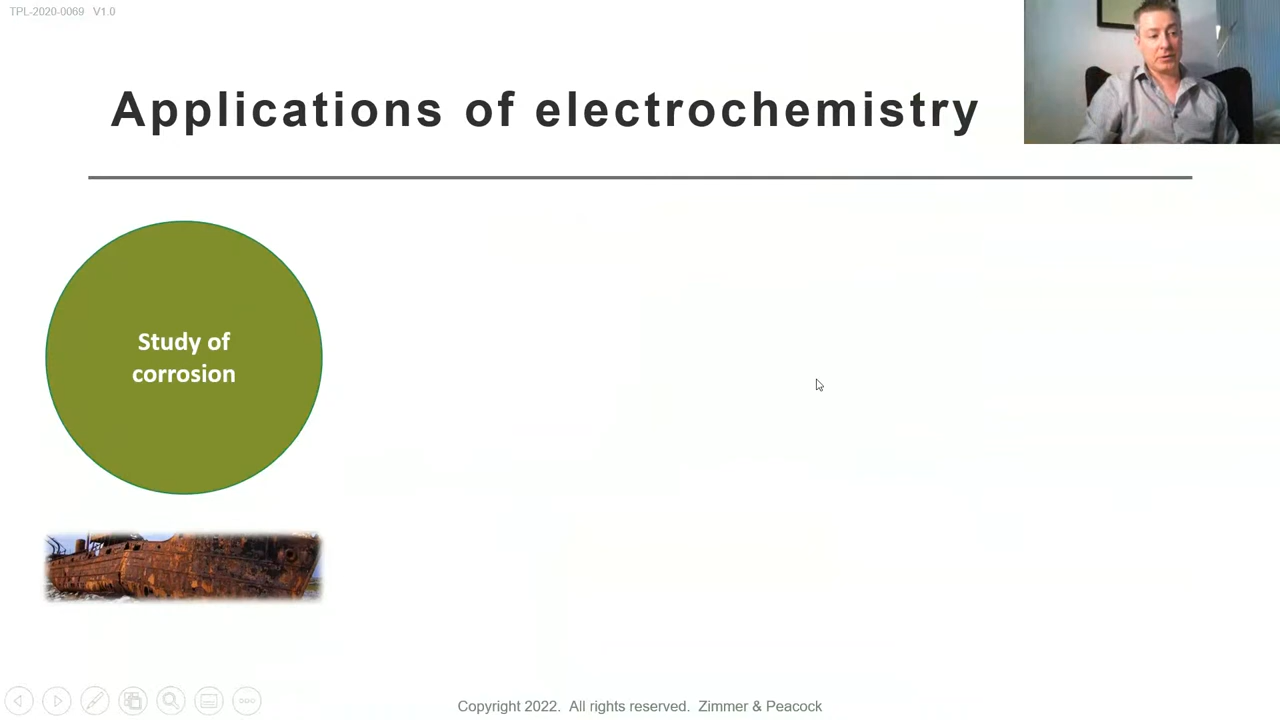 TPL-2020-0069 V1.0
Applications of electrochemistry
Study of
corrosion
Copyright 2022. All rights reserved. Zimmer & Peacock